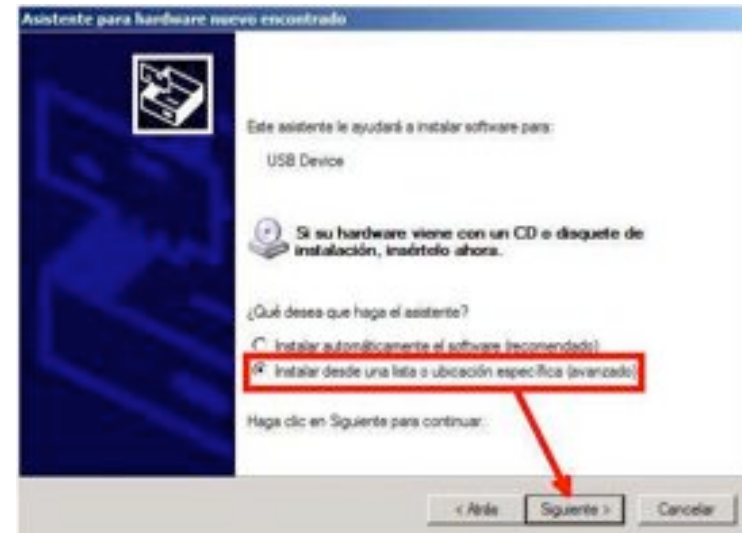 Asistente para hardware nuevo encontrado
Este asistente le ayudará a instalar software para:
USB Device
Si su hardware viene con un CD o disquete de
instalación, insértelo ahora.
¿Qué desea que haga el asistente?
Instalar automáticamente el software (recomendado)
Instalar desde una lista o ubicación específica (avanzado)
Haga clic en Siguiente para continuar.
< Atrás Siguiente > Cancelar